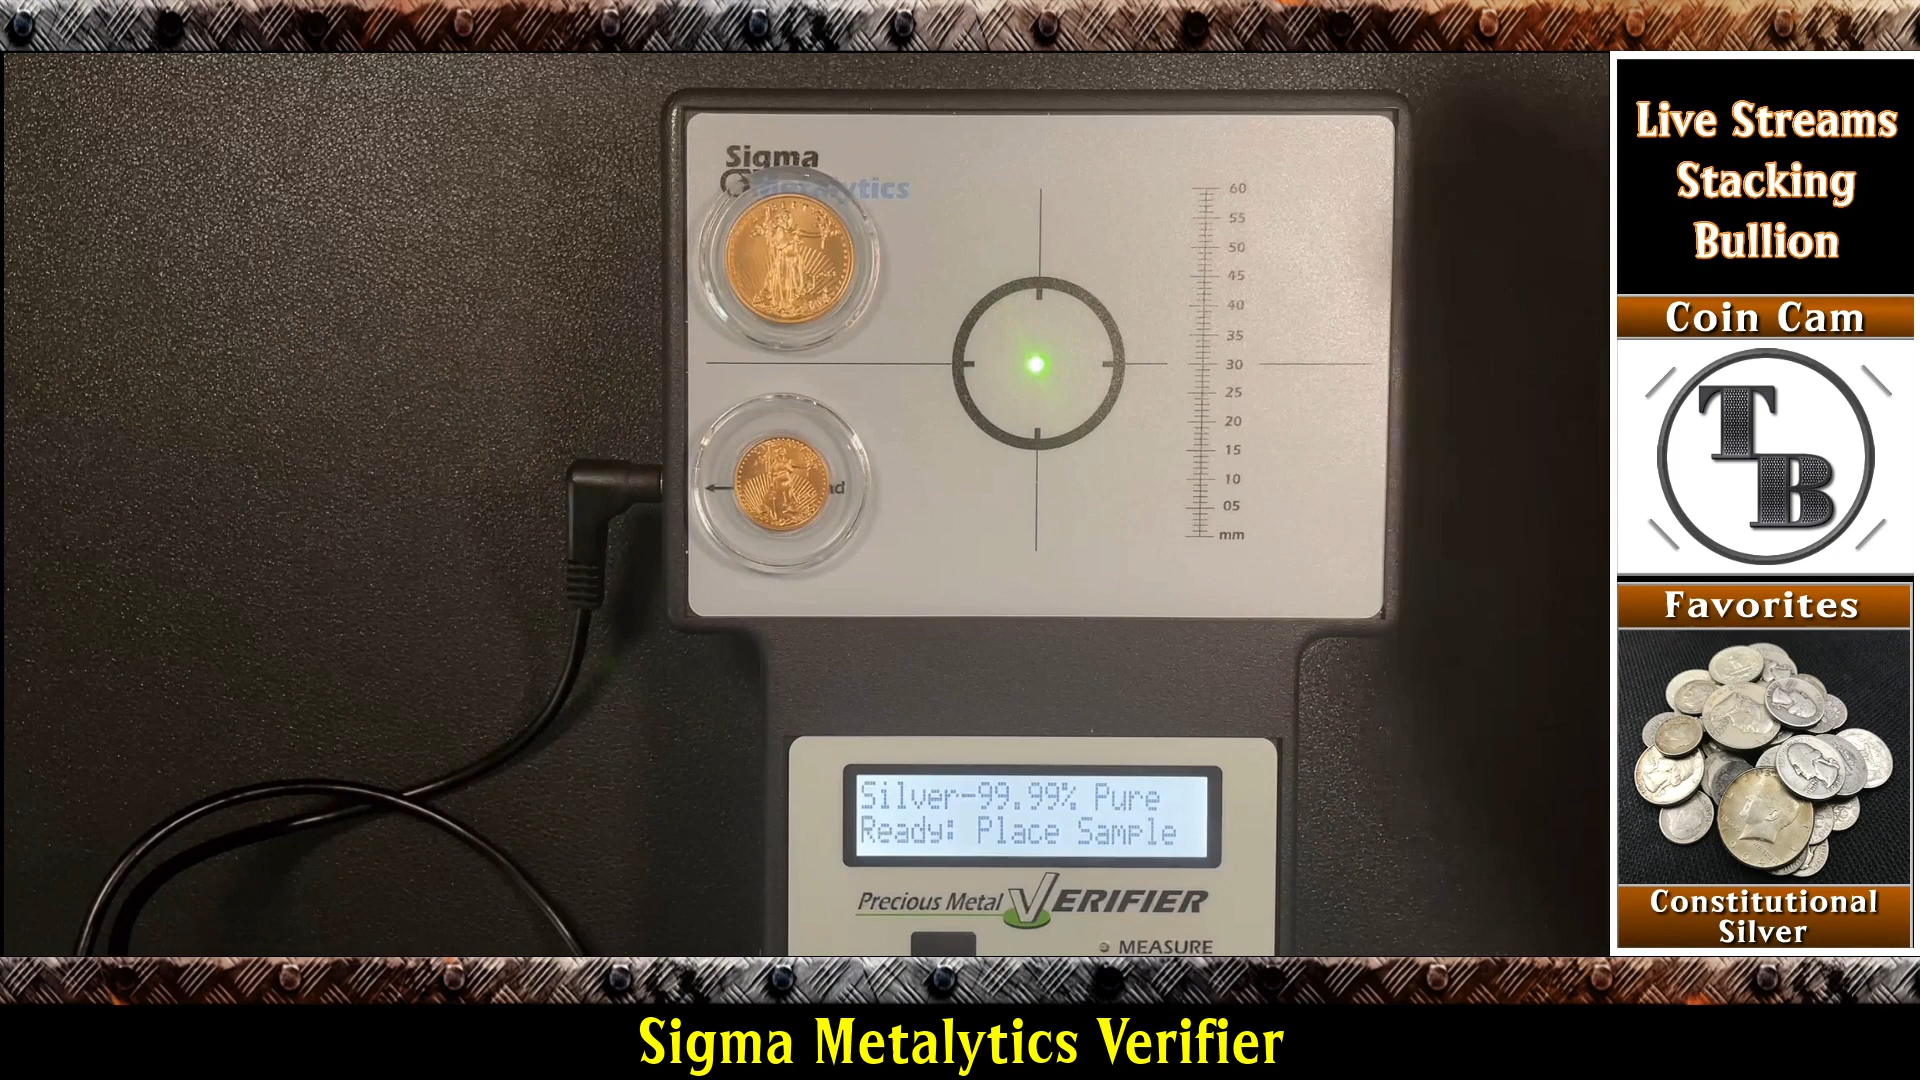 Live Streams
Stacking
Bullion
Coin Cam
TB
Favorites
Constitutional
Silver
Sigma
Metalytics
60
55
50
45
40
35
30
25
20
15
10
05
mm
Silver-99.99% Pure
Ready: Place Sample
Precious Metal VERIFIER
MEASURE
Sigma Metalytics Verifier